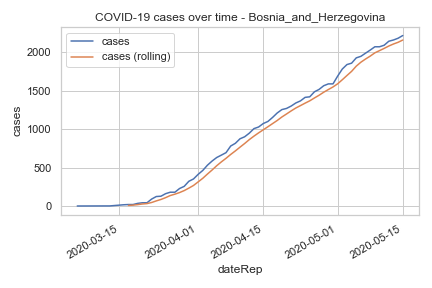 COVID-19 cases over time - Bosnia_and_Herzegovina
cases
cases (rolling)
cases
2000
1500
1000
500
0
2020-03-15
2020-04-01
2020-04-15
2020-05-01
2020-05-15
dateRep